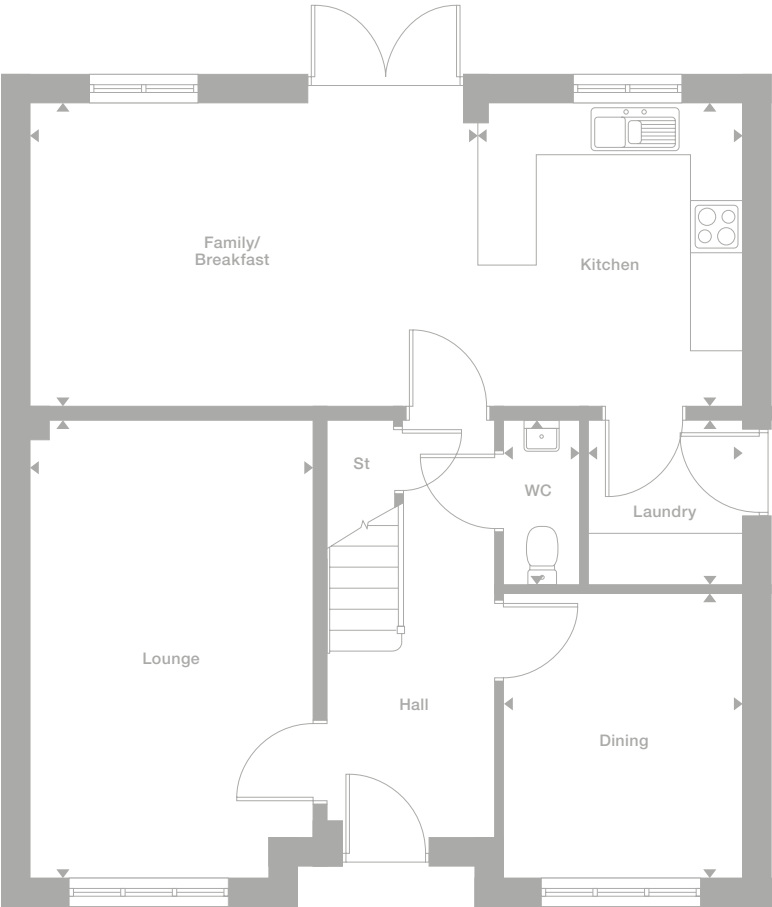 Family/
Breakfast
Kitchen
St
WC
Laundry
Lounge
Hall
Dining